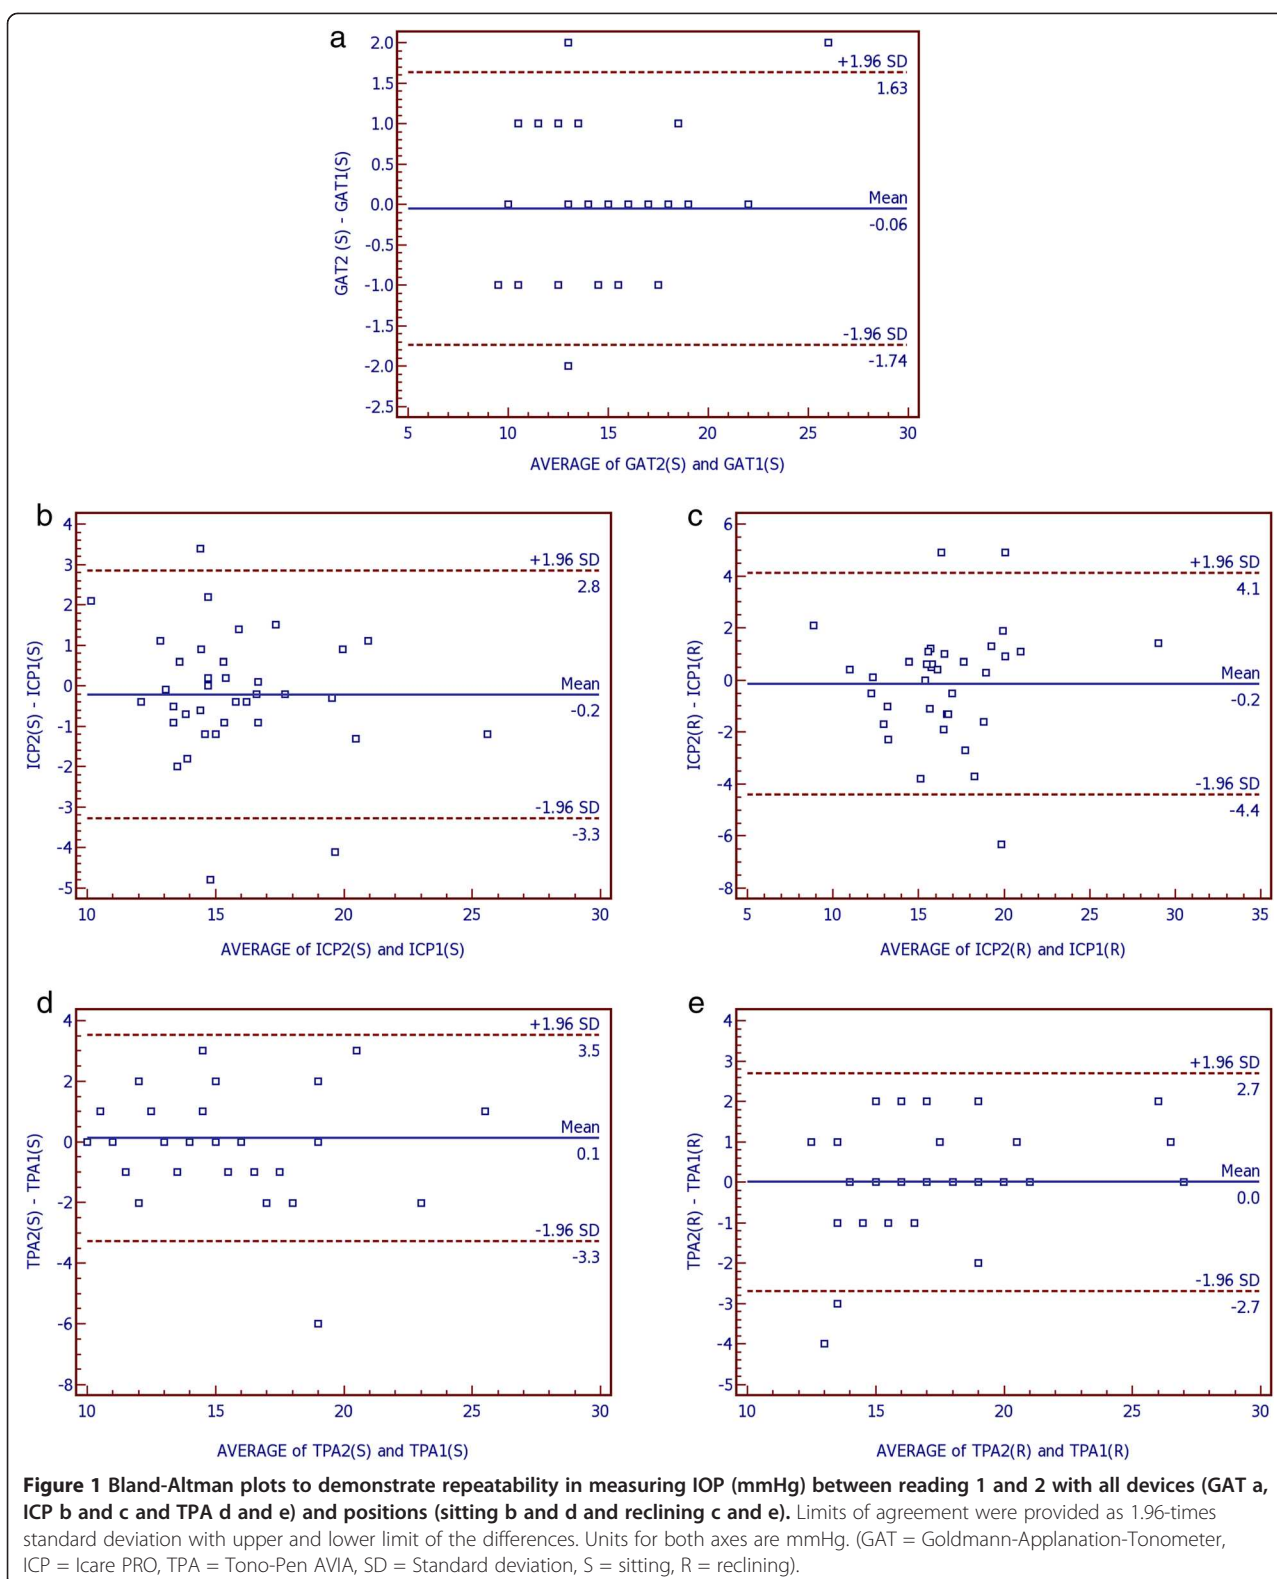 a
2.0
1.5
1.0
0.5
0.0
-0.5
-1.0
-1.5
-2.0
-2.5
GAT2 (S) - GAT1(S)
+1.96 SD
1.63
Mean
-0.06
-1.96 SD
-1.74
5 10 15 20 25 30
AVERAGE of GAT2(S) and GAT1(S)
b
4
3
2
1
0
-1
-2
-3
-4
-5
ICP2(S) - ICP1(S)
+1.96 SD
2.8
Mean
-0.2
-1.96 SD
-3.3
10 15 20 25 30
AVERAGE of ICP2(S) and ICP1(S)
c
6
4
2
0
-2
-4
-6
-8
ICP2(R) - ICP1(R)
+1.96 SD
4.1
Mean
-0.2
-1.96 SD
-4.4
5 10 15 20 25 30 35
AVERAGE of ICP2(R) and ICP1(R)
d
4
2
0
-2
-4
-6
-8
TPA2(S) - TPA1(S)
+1.96 SD
3.5
Mean
0.1
-1.96 SD
-3.3
10 15 20 25 30
AVERAGE of TPA2(S) and TPA1(S)
e
4
3
2
1
0
-1
-2
-3
-4
-5
TPA2(R) - TPA1(R)
+1.96 SD
2.7
Mean
0.0
-1.96 SD
-2.7
10 15 20 25 30
AVERAGE of TPA2(R) and TPA1(R)
Figure 1 Bland-Altman plots to demonstrate repeatability in measuring IOP (mmHg) between reading 1 and 2 with all devices (GAT a,
ICP b and c and TPA d and e) and positions (sitting b and d and reclining c and e). Limits of agreement were provided as 1.96-times
standard deviation with upper and lower limit of the differences. Units for both axes are mmHg. (GAT = Goldmann-Applanation-Tonometer,
ICP = Icare PRO, TPA = Tono-Pen AVIA, SD = Standard deviation, S = sitting, R = reclining).